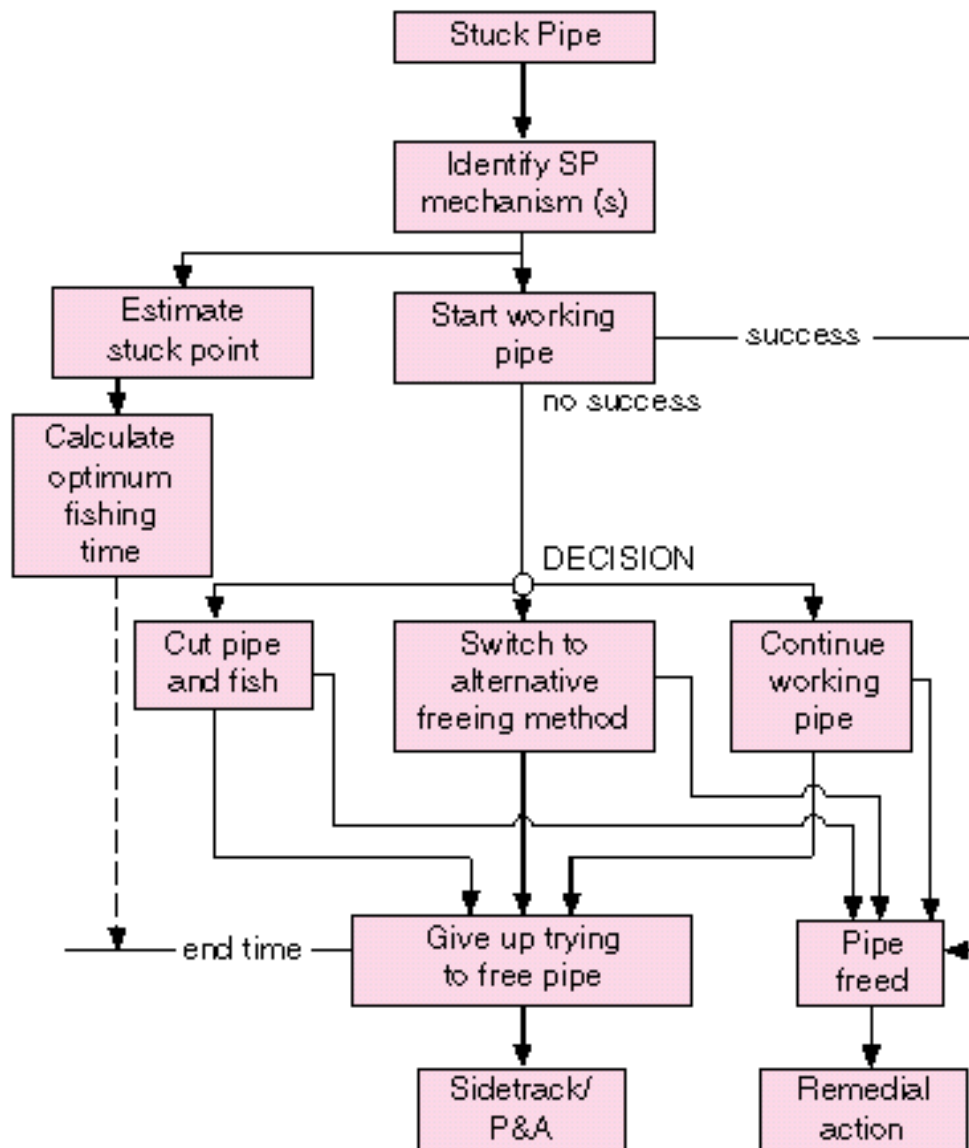 Stuck Pipe
Identify SP
mechanism (s)
Estimate
stuck point
Start working
pipe
success
no success
Calculate
optimum
fishing
time
DECISION
Cut pipe
and fish
Switch to
alternative
freeing method
Continue
working
pipe
end time
Give up trying
to free pipe
Pipe
freed
Sidetrack/
P&A
Remedial
action